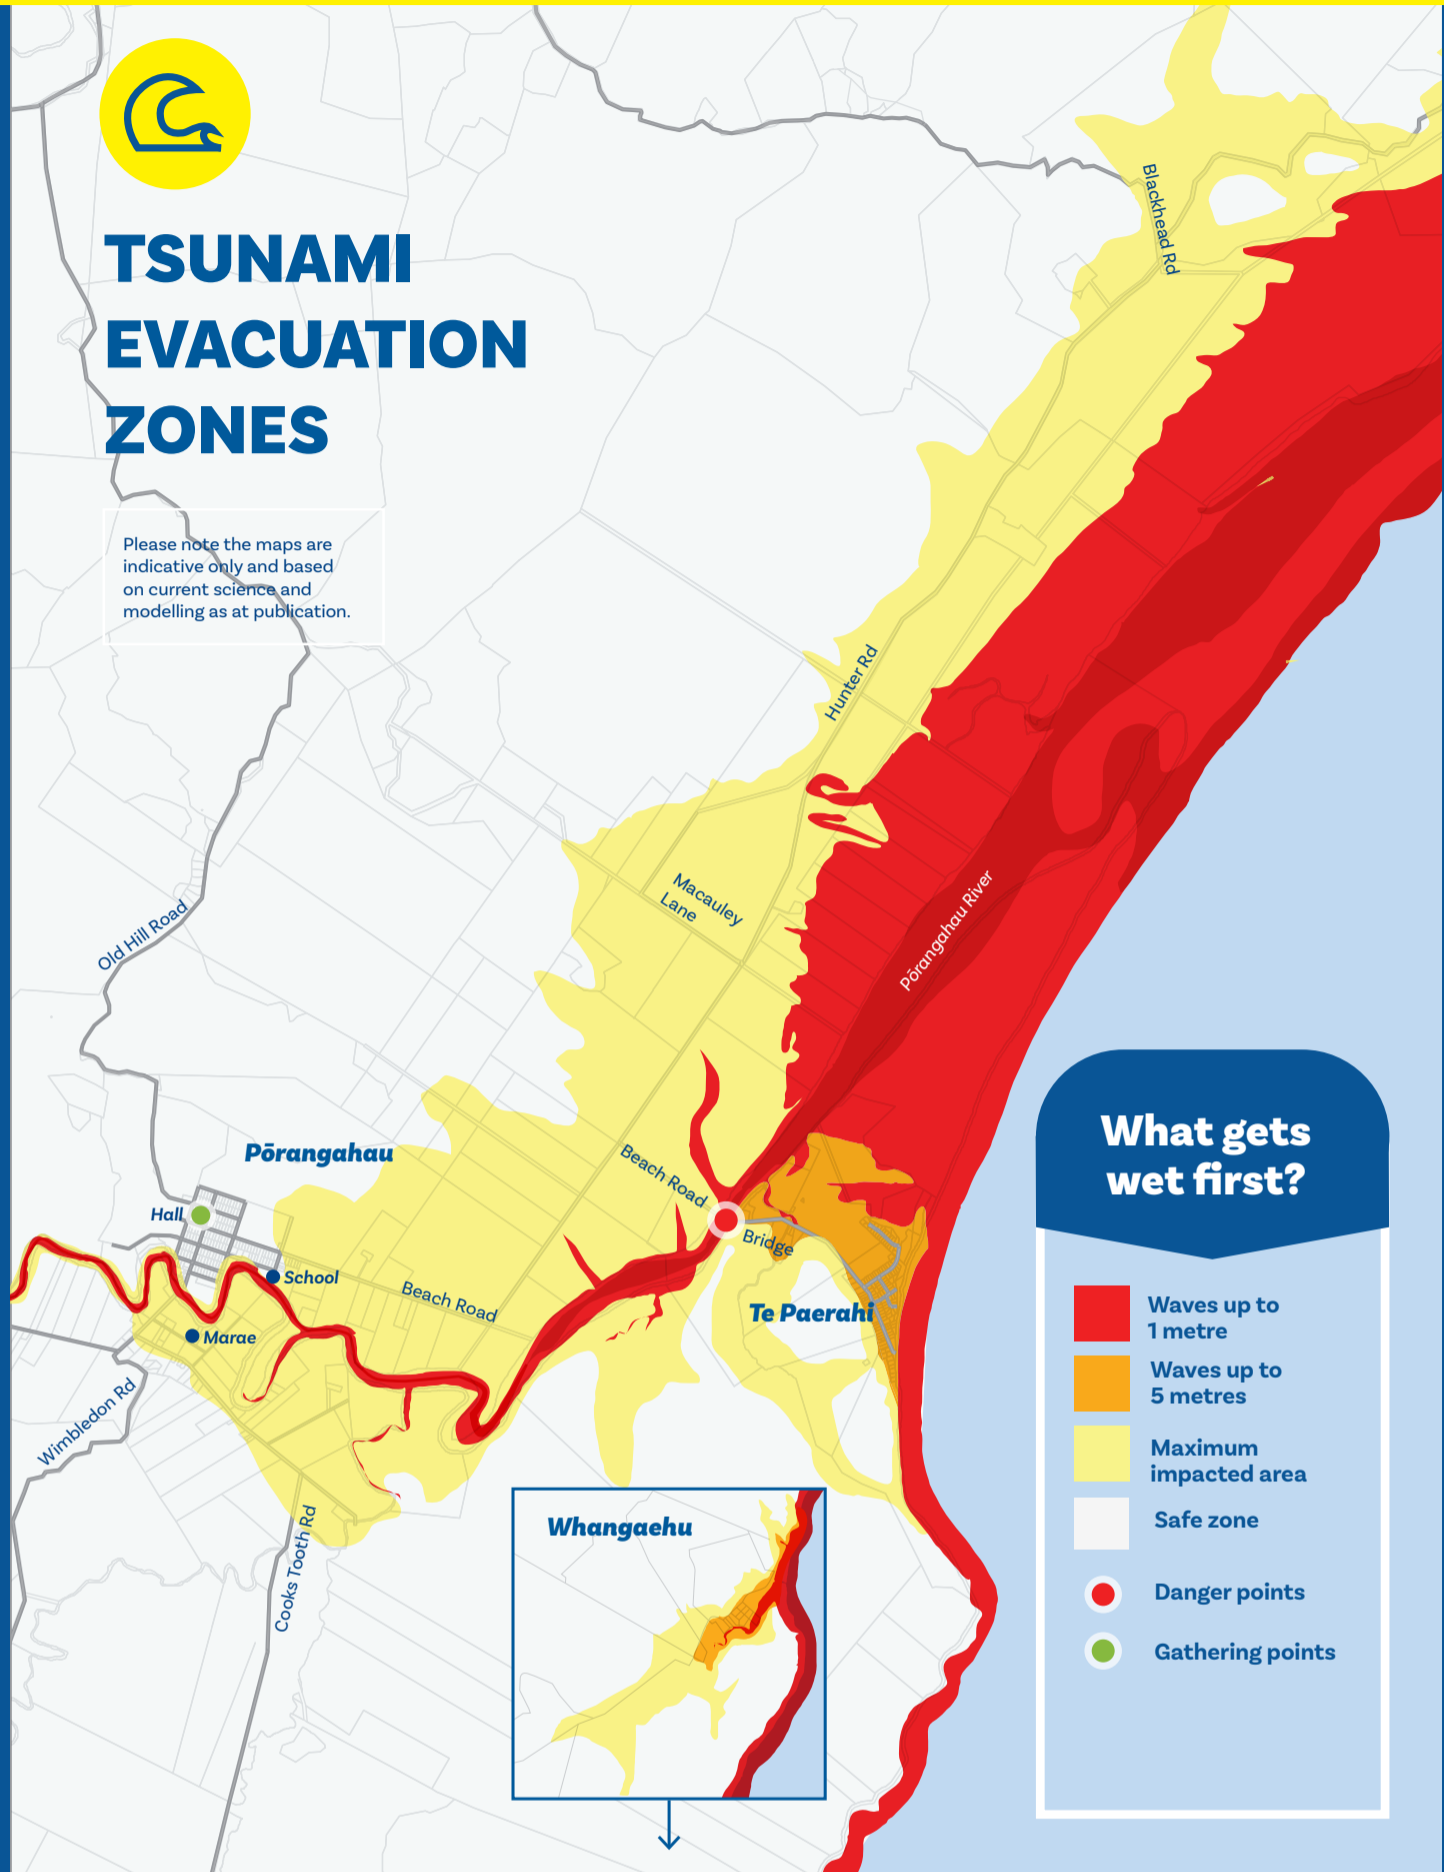 TSUNAMI
EVACUATION
ZONES
Please note the maps are
indicative only and based
on current science and
modelling as at publication.
Blackhead Rd
Hunter Rd
Macauley
Lane
Pōrangahau River
Old Hill Road
Pōrangahau
Beach Road
Hall
Bridge
School
Beach Road
Te Paerahi
Marae
Wimbledon Rd
Cooks Tooth Rd
Whangaehu
What gets
wet first?
Waves up to
1 metre
Waves up to
5 metres
Maximum
impacted area
Safe zone
Danger points
Gathering points